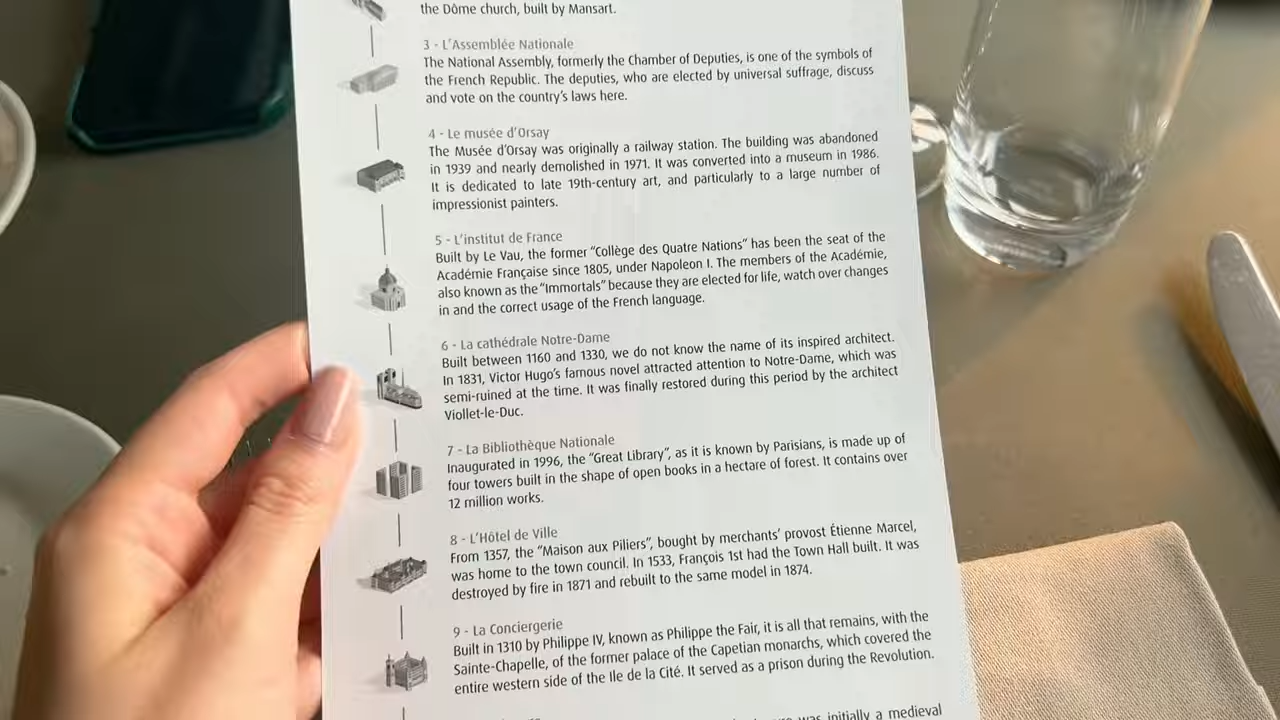 the Dôme church, built by Mansart.
3 - L'Assemblée Nationale
The National Assembly, formerly the Chamber of Deputies, is one of the symbols of
the French Republic. The deputies, who are elected by universal suffrage, discuss
and vote on the country's laws here.
4 - Le musée d'Orsay
The Musée d'Orsay was originally a railway station. The building was abandoned
in 1939 and nearly demolished in 1971. It was converted into a museum in 1986.
It is dedicated to late 19th-century art, and particularly to a large number of
impressionist painters.
5 - L'institut de France
Built by Le Vau, the former "Collège des Quatre Nations" has been the seat of the
Académie Française since 1805, under Napoleon I. The members of the Académie,
also known as the "Immortals" because they are elected for life, watch over changes
in and the correct usage of the French language.
6 - La cathédrale Notre-Dame
Built between 1160 and 1330, we do not know the name of its inspired architect.
In 1831, Victor Hugo's famous novel attracted attention to Notre-Dame, which was
semi-ruined at the time. It was finally restored during this period by the architect
Viollet-le-Duc.
7 - La Bibliothèque Nationale
Inaugurated in 1996, the "Great Library", as it is known by Parisians, is made up of
four towers built in the shape of open books in a hectare of forest. It contains over
12 million works.
8 - L'Hôtel de Ville
From 1357, the "Maison aux Piliers", bought by merchants' provost Étienne Marcel,
was home to the town council. In 1533, François 1st had the Town Hall built. It was
destroyed by fire in 1871 and rebuilt to the same model in 1874.
9 - La Conciergerie
Built in 1310 by Philippe IV, known as Philippe the Fair, it is all that remains, with the
Sainte-Chapelle, of the former palace of the Capetian monarchs, which covered the
entire western side of the Ile de la Cité. It served as a prison during the Revolution.
was initially a medieval